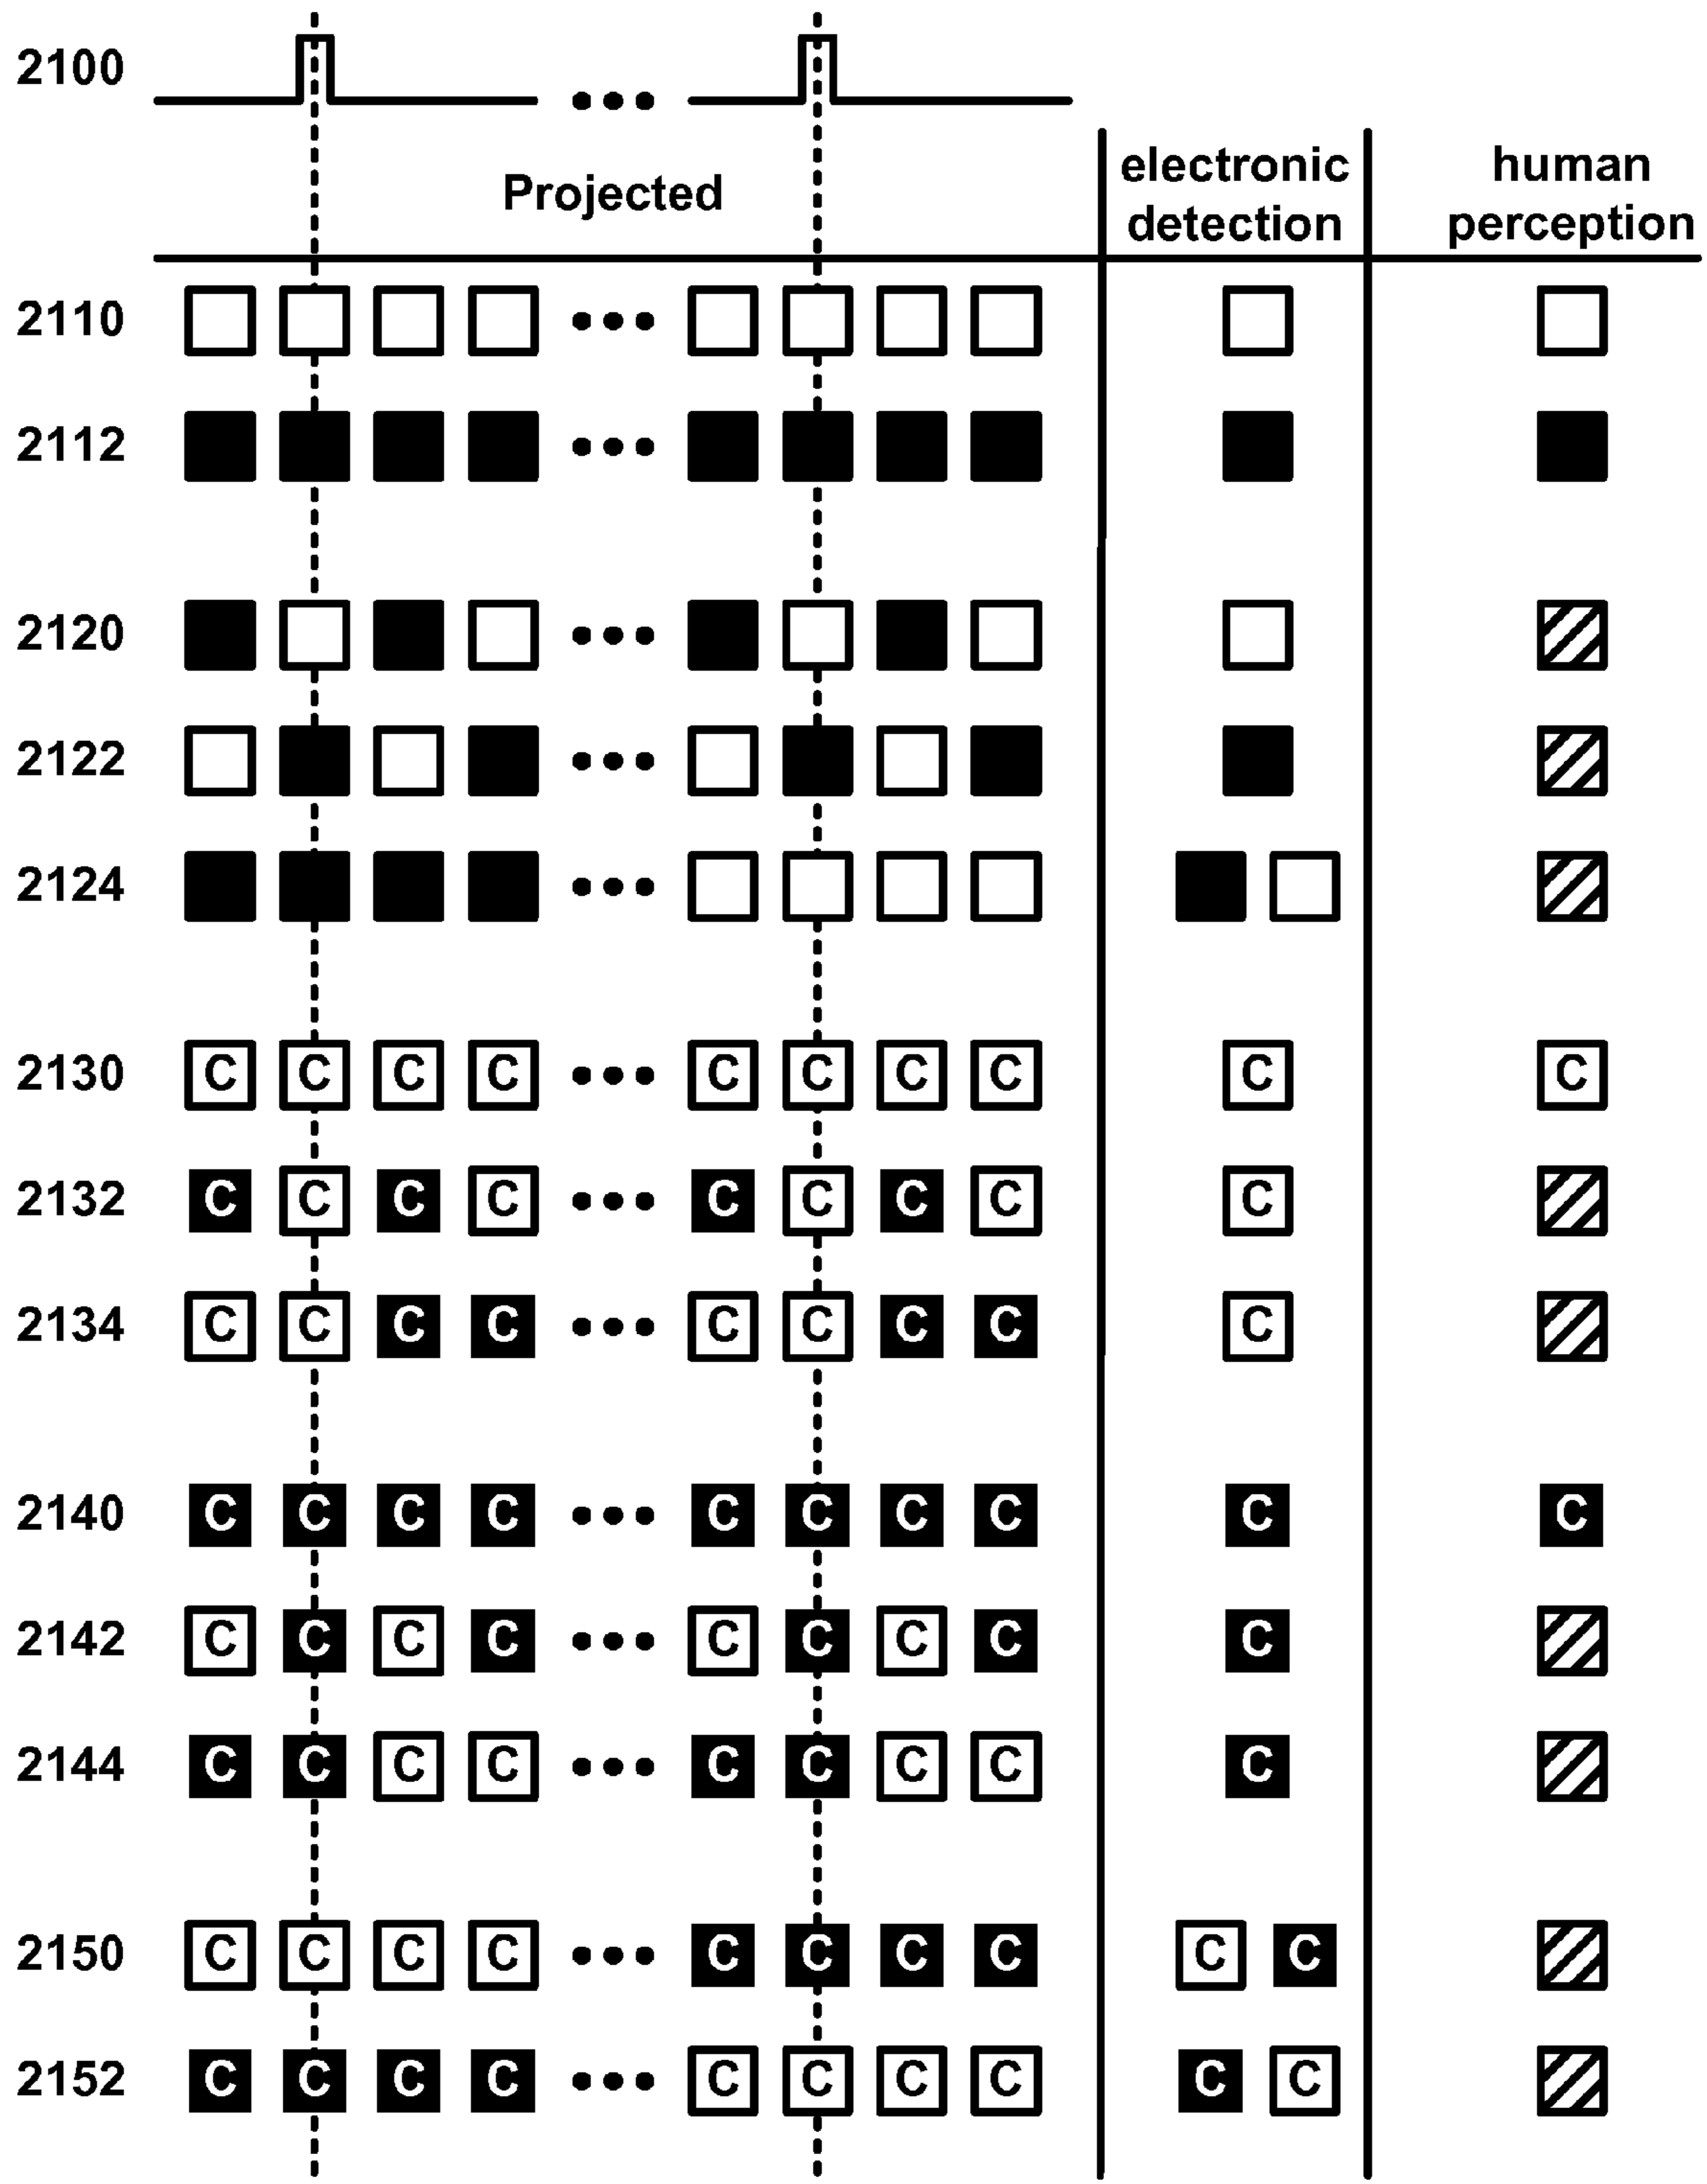 2100
Projected
electronic
detection
human
perception
2110
2112
2120
2122
2124
2130 C C C C C C C C C C
2132 C C C C C C C C C
2134 C C C C C C C C C
2140 C C C C C C C C C C
2142 C C C C C C C C C
2144 C C C C C C C C C
2150 C C C C C C C C C C
2152 C C C C C C C C C C